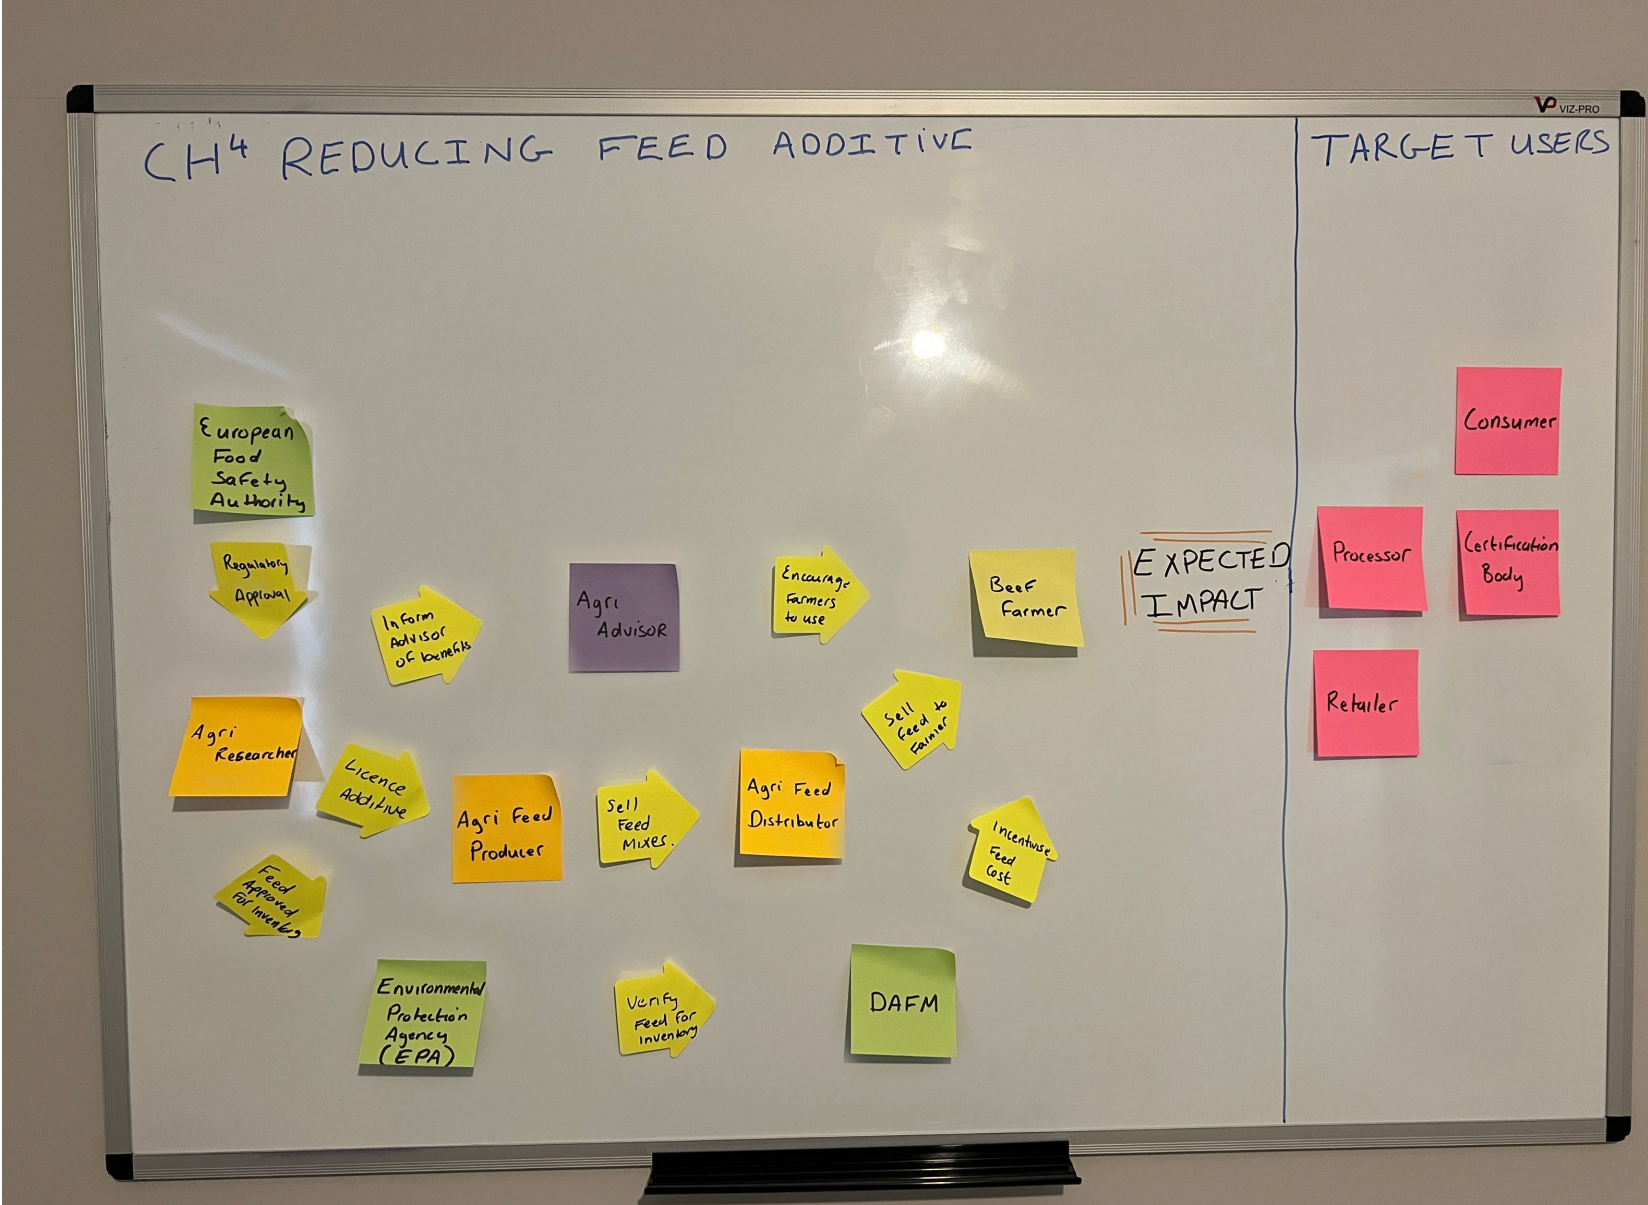 VP VIZ-PRO
CH⁴ REDUCING FEED ADDITIVE
TARGET USERS
European
Food
Safety
Authority
Regulatory
Approval
Inform
Advisor
of benefits
Agri
Advisor
Encourage
Farmers
to use
Beef
Farmer
EXPECTED
IMPACT
Consumer
Processor
Certification
Body
Retailer
Agri
Researcher
Licence
Additive
Agri Feed
Producer
Sell
Feed
Mixes.
Agri Feed
Distributor
Sell
feed to
farmer
Incentivise
Feed
Cost
Feed
Approved
For Inventory
Environmental
Protection
Agency
(EPA)
Verify
Feed for
inventory
DAFM